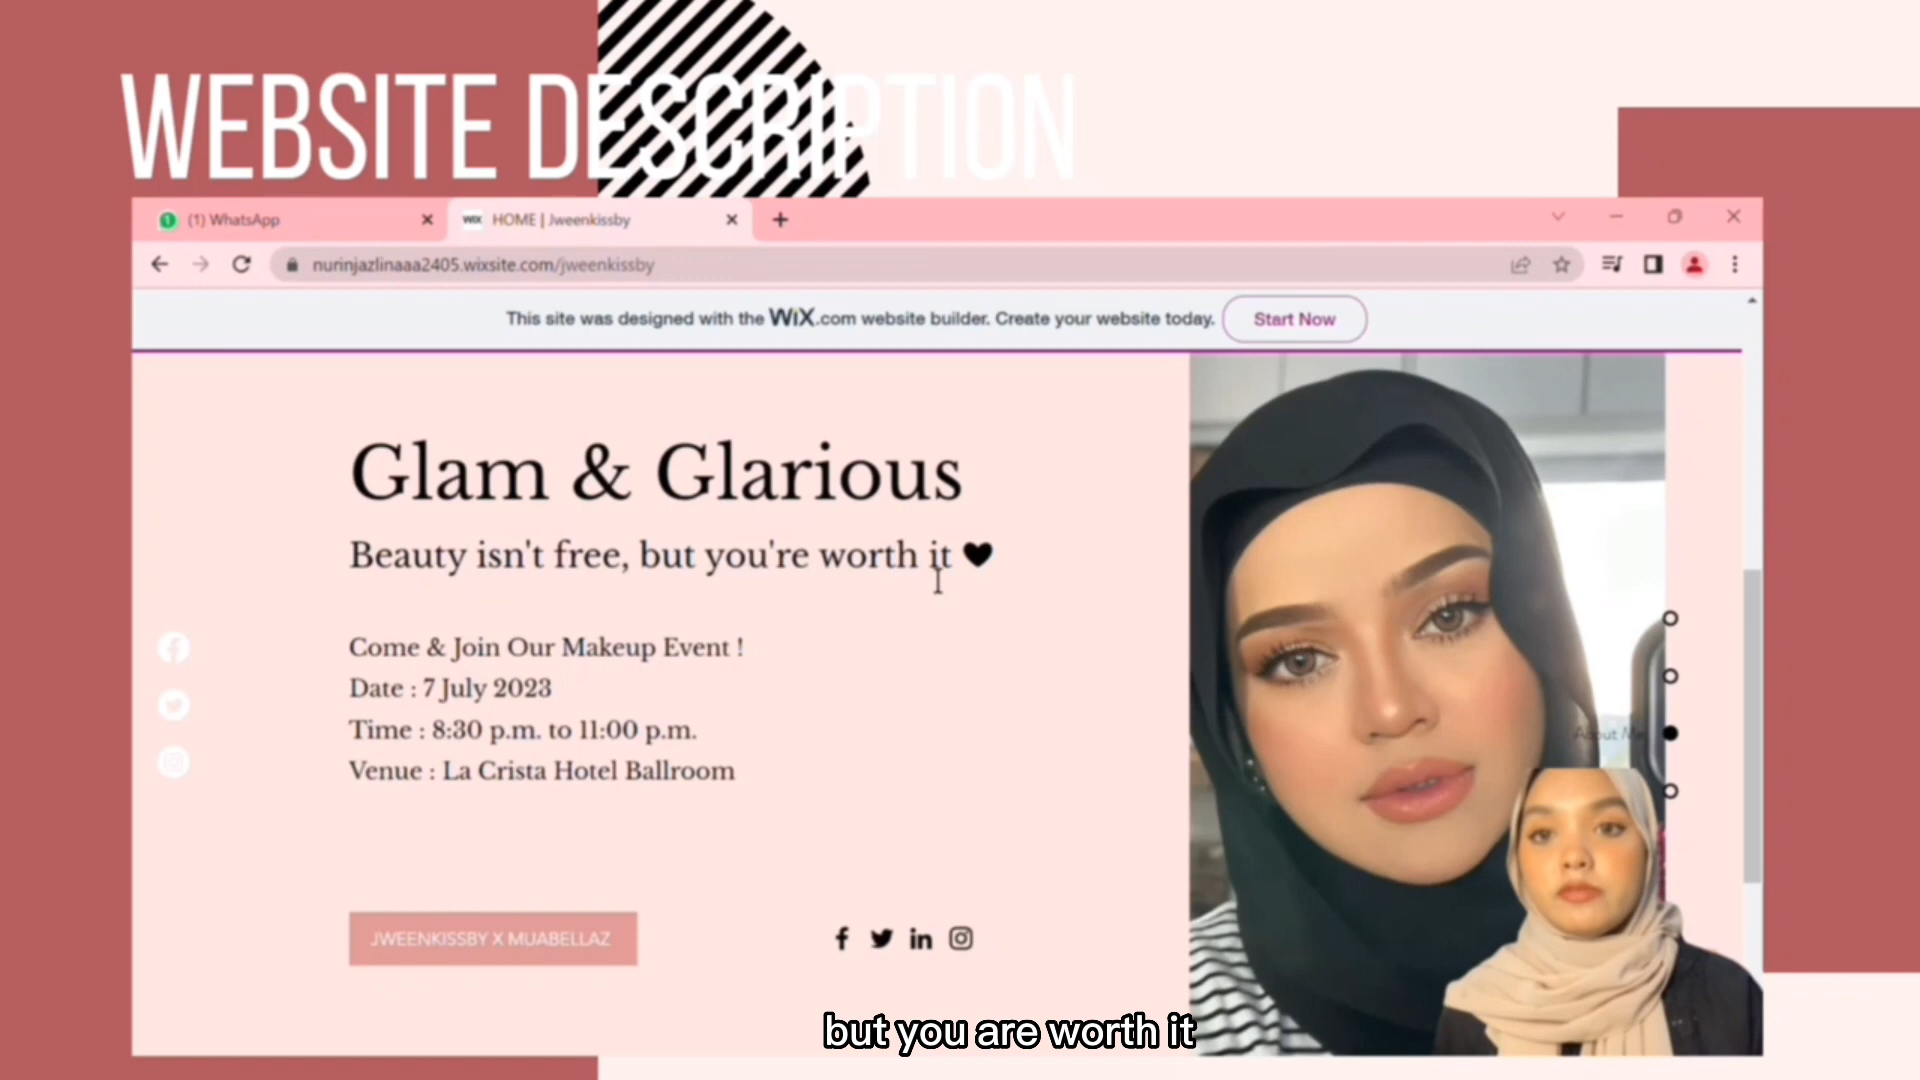 WEBSITE DESCRIPTION
(1) WhatsApp
WIX HOME | Jweenkissby
nurinjazlinaaa2405.wixsite.com/jweenkissby
This site was designed with the WiX.com website builder. Create your website today. Start Now
Glam & Glarious
Beauty isn't free, but you're worth it ♥
Come & Join Our Makeup Event !
Date : 7 July 2023
Time : 8:30 p.m. to 11:00 p.m.
Venue : La Crista Hotel Ballroom
About Me
JWEENKISSBY X MUABELLAZ
but you are worth it